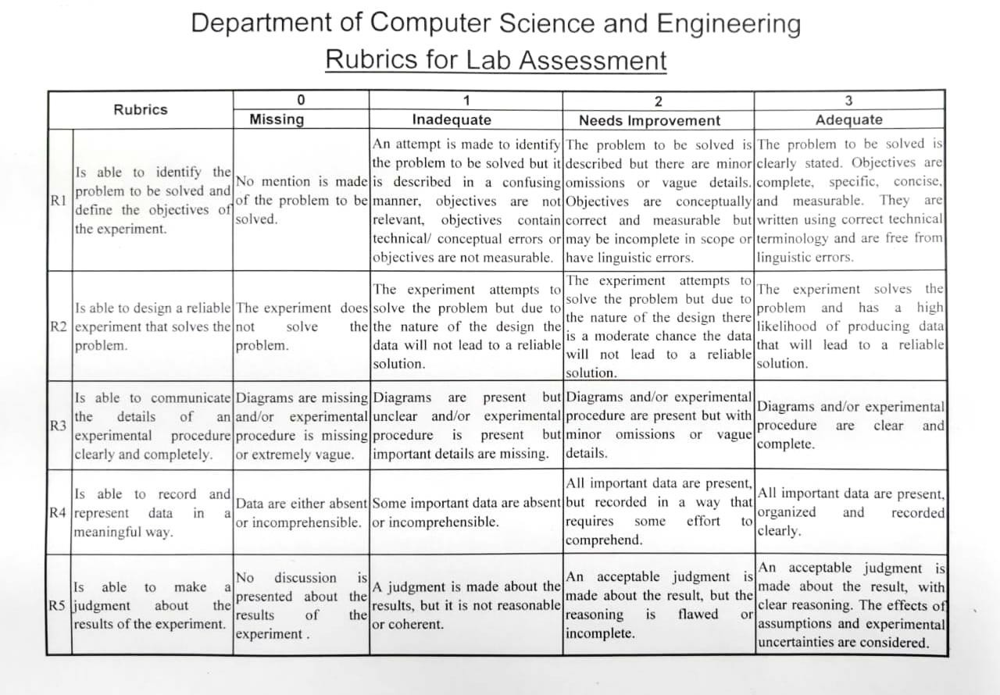 Department of Computer Science and Engineering
Rubrics for Lab Assessment
Rubrics
0
1
2
3
Missing
Inadequate
Needs Improvement
Adequate
R1
Is able to identify the
problem to be solved and
define the objectives of
the experiment.
No mention is made
of the problem to be
solved.
An attempt is made to identify
the problem to be solved but it
is described in a confusing
manner, objectives are not
relevant, objectives contain
technical/ conceptual errors or
objectives are not measurable.
The problem to be solved is
described but there are minor
omissions or vague details.
Objectives are conceptually
correct and measurable but
may be incomplete in scope or
have linguistic errors.
The problem to be solved is
clearly stated. Objectives are
complete, specific, concise,
and measurable. They are
written using correct technical
terminology and are free from
linguistic errors.
R2
Is able to design a reliable
experiment that solves the
problem.
The experiment does
not solve the
problem.
The experiment attempts to
solve the problem but due to
the nature of the design the
data will not lead to a reliable
solution.
The experiment attempts to
solve the problem but due to
the nature of the design there
is a moderate chance the data
will not lead to a reliable
solution.
The experiment solves the
problem and has a high
likelihood of producing data
that will lead to a reliable
solution.
R3
Is able to communicate
the details of an
experimental procedure
clearly and completely.
Diagrams are missing
and/or experimental
procedure is missing
or extremely vague.
Diagrams are present but
unclear and/or experimental
procedure is present but
important details are missing.
Diagrams and/or experimental
procedure are present but with
minor omissions or vague
details.
Diagrams and/or experimental
procedure are clear and
complete.
R4
Is able to record and
represent data in a
meaningful way.
Data are either absent
or incomprehensible.
Some important data are absent
or incomprehensible.
All important data are present,
but recorded in a way that
requires some effort to
comprehend.
All important data are present,
organized and recorded
clearly.
R5
Is able to make a
judgment about the
results of the experiment.
No discussion is
presented about the
results of the
experiment .
A judgment is made about the
results, but it is not reasonable
or coherent.
An acceptable judgment is
made about the result, but the
reasoning is flawed or
incomplete.
An acceptable judgment is
made about the result, with
clear reasoning. The effects of
assumptions and experimental
uncertainties are considered.